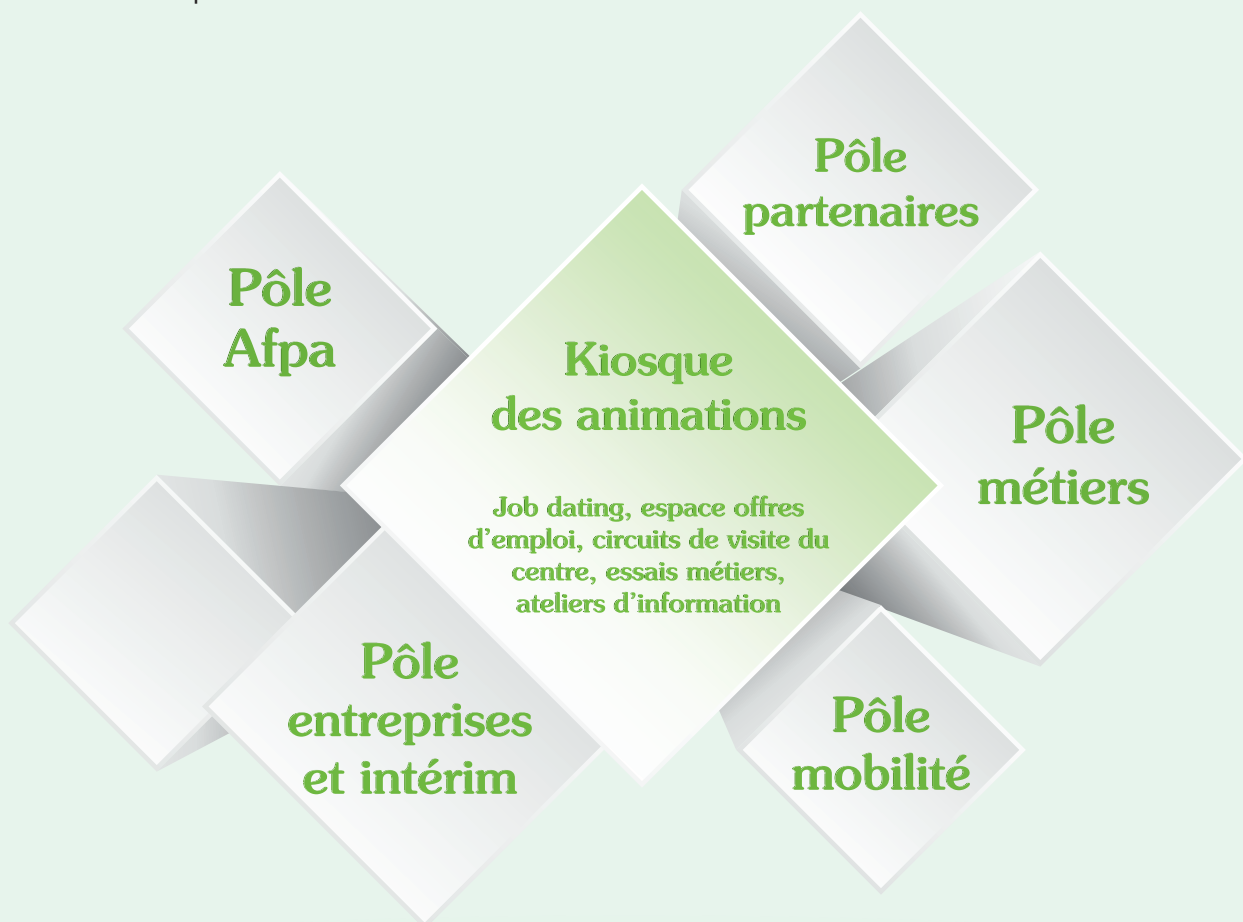 Pôle
partenaires
Pôle
Afpa
Kiosque
des animations
Job dating, espace offres
d'emploi, circuits de visite du
centre, essais métiers,
ateliers d'information
Pôle
métiers
Pôle
entreprises
et intérim
Pôle
mobilité